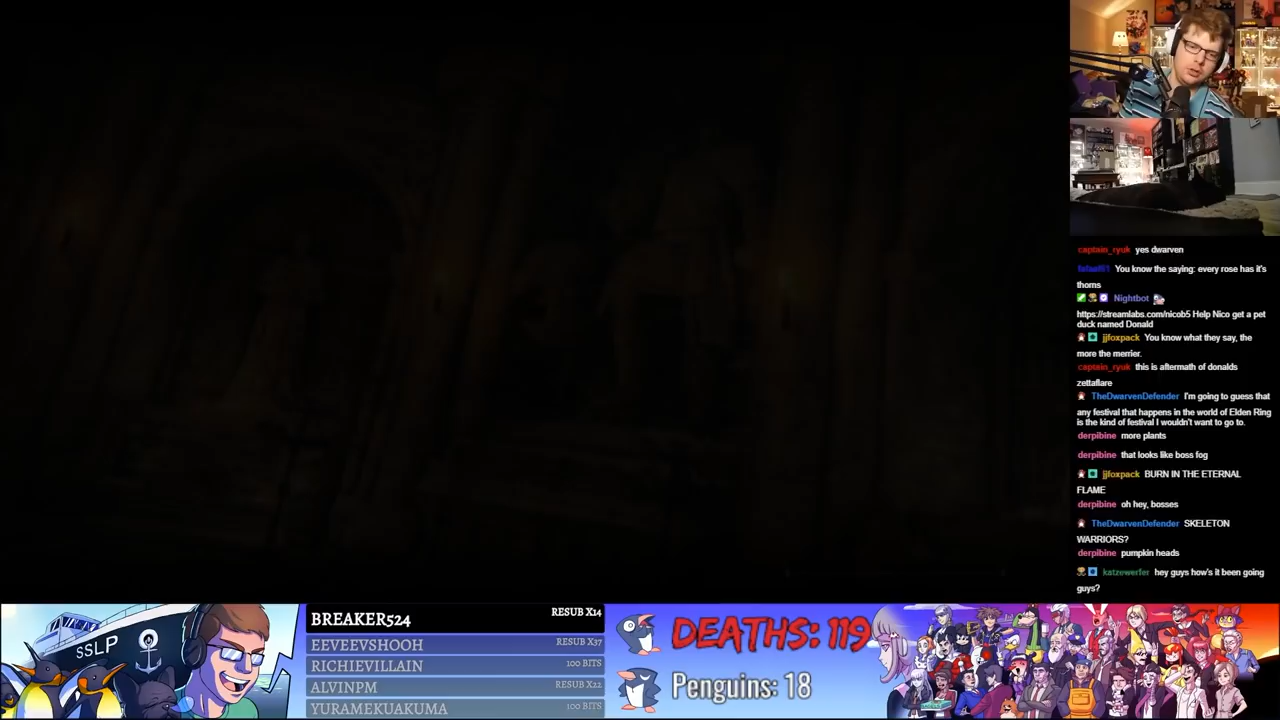 captain_ryuk yes dwarven
You know the saying: every rose has it's
thorns
Nightbot
https://streamlabs.com/nicob5 Help Nico get a pet
duck named Donald
jjfoxpack You know what they say, the
more the merrier.
captain_ryuk this is aftermath of donalds
zettaflare
TheDwarvenDefender I'm going to guess that
any festival that happens in the world of Elden Ring
is the kind of festival I wouldn't want to go to.
derpibine more plants
derpibine that looks like boss fog
jjfoxpack BURN IN THE ETERNAL
FLAME
derpibine oh hey, bosses
TheDwarvenDefender SKELETON
WARRIORS?
derpibine pumpkin heads
katzewerfer hey guys how's it been going
guys?
SSLP
BREAKER524 RESUB X14
EEVEEVSHOOH RESUB X37
RICHIEVILLAIN 100 BITS
ALVINPM RESUB X22
YURAMEKUAKUMA 100 BITS
DEATHS: 119
Penguins: 18